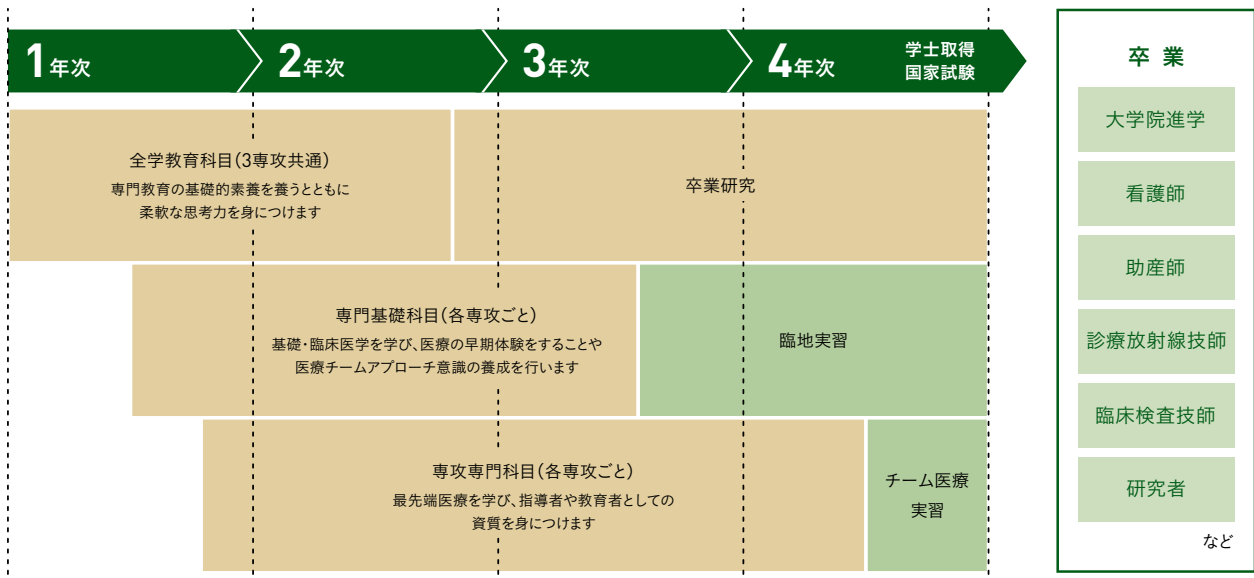 1年次
2年次
3年次
4年次
学士取得
国家試験
全学教育科目(3専攻共通)
専門教育の基礎的素養を養うとともに
柔軟な思考力を身につけます
卒業研究
専門基礎科目(各専攻ごと)
基礎・臨床医学を学び、医療の早期体験をすることや
医療チームアプローチ意識の養成を行います
臨地実習
専攻専門科目(各専攻ごと)
最先端医療を学び、指導者や教育者としての
資質を身につけます
チーム医療
実習
卒業
大学院進学
看護師
助産師
診療放射線技師
臨床検査技師
研究者
など